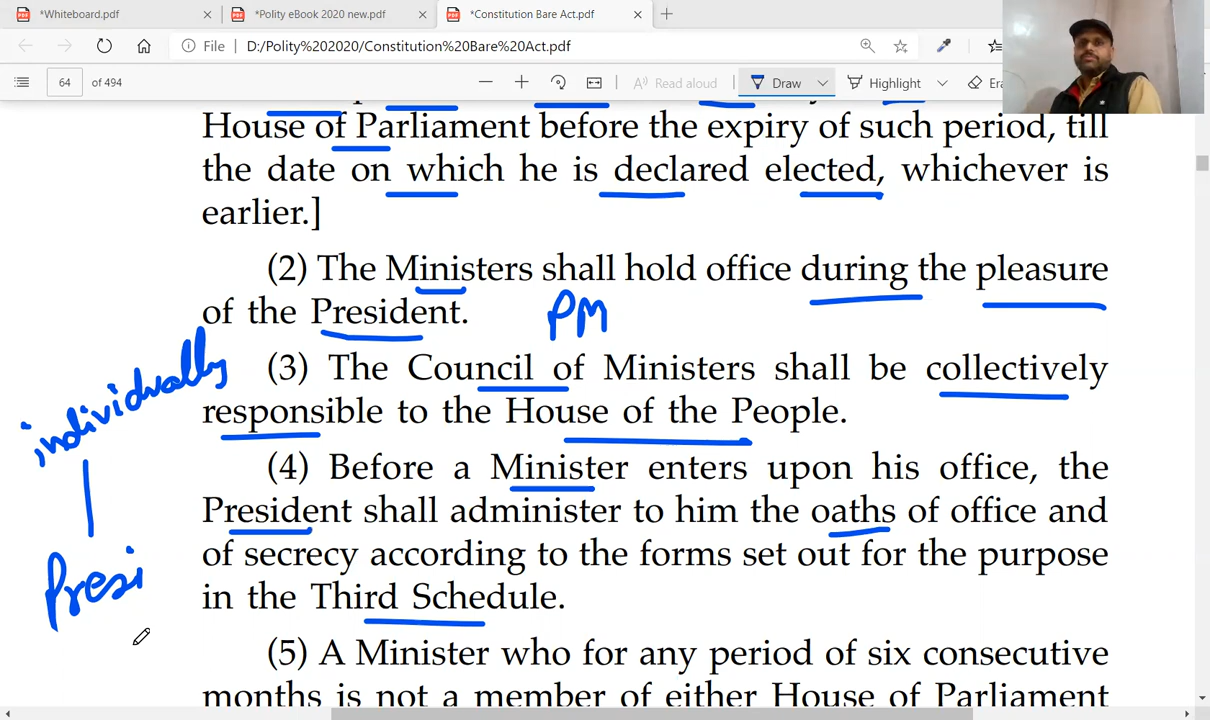 *Whiteboard.pdf
*Polity eBook 2020 new.pdf
*Constitution Bare Act.pdf
File D:/Polity%202020/Constitution%20Bare%20Act.pdf
64 of 494 Read aloud Draw Highlight Era
House of Parliament before the expiry of such period, till
the date on which he is declared elected, whichever is
earlier.]
(2) The Ministers shall hold office during the pleasure
of the President.
PM
(3) The Council of Ministers shall be collectively
responsible to the House of the People.
individually
(4) Before a Minister enters upon his office, the
President shall administer to him the oaths of office and
of secrecy according to the forms set out for the purpose
in the Third Schedule.
Presi
(5) A Minister who for any period of six consecutive
months is not a member of either House of Parliament